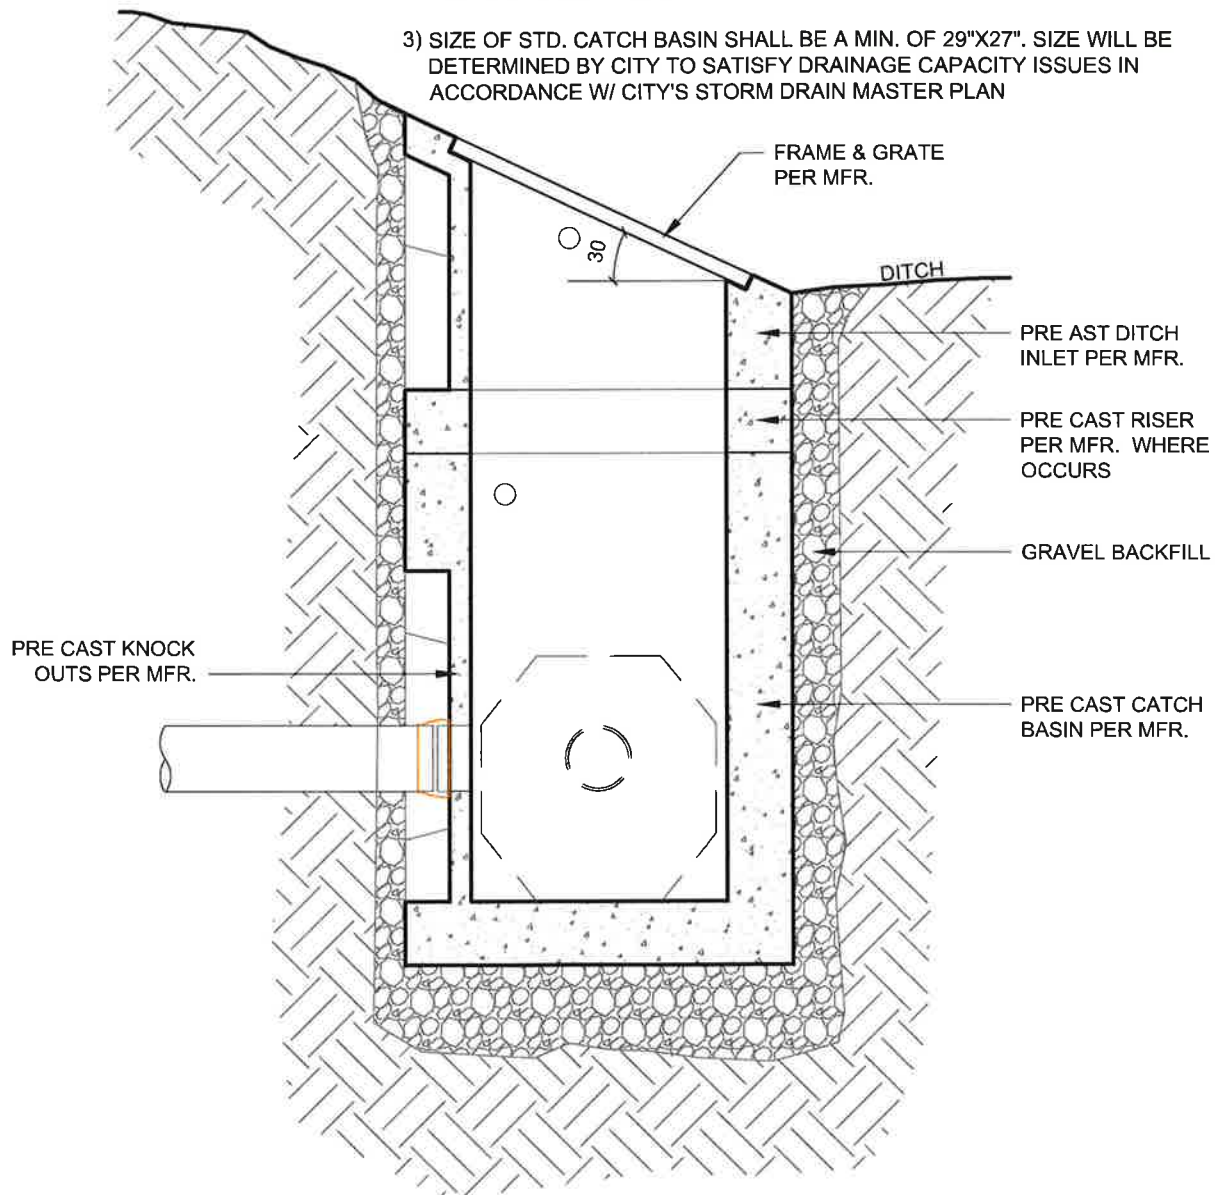 3) SIZE OF STD. CATCH BASIN SHALL BE A MIN. OF 29"X27". SIZE WILL BE
DETERMINED BY CITY TO SATISFY DRAINAGE CAPACITY ISSUES IN
ACCORDANCE W/ CITY'S STORM DRAIN MASTER PLAN
FRAME & GRATE
PER MFR.
30
DITCH
PRE AST DITCH
INLET PER MFR.
PRE CAST RISER
PER MFR. WHERE
OCCURS
GRAVEL BACKFILL
PRE CAST KNOCK
OUTS PER MFR.
PRE CAST CATCH
BASIN PER MFR.